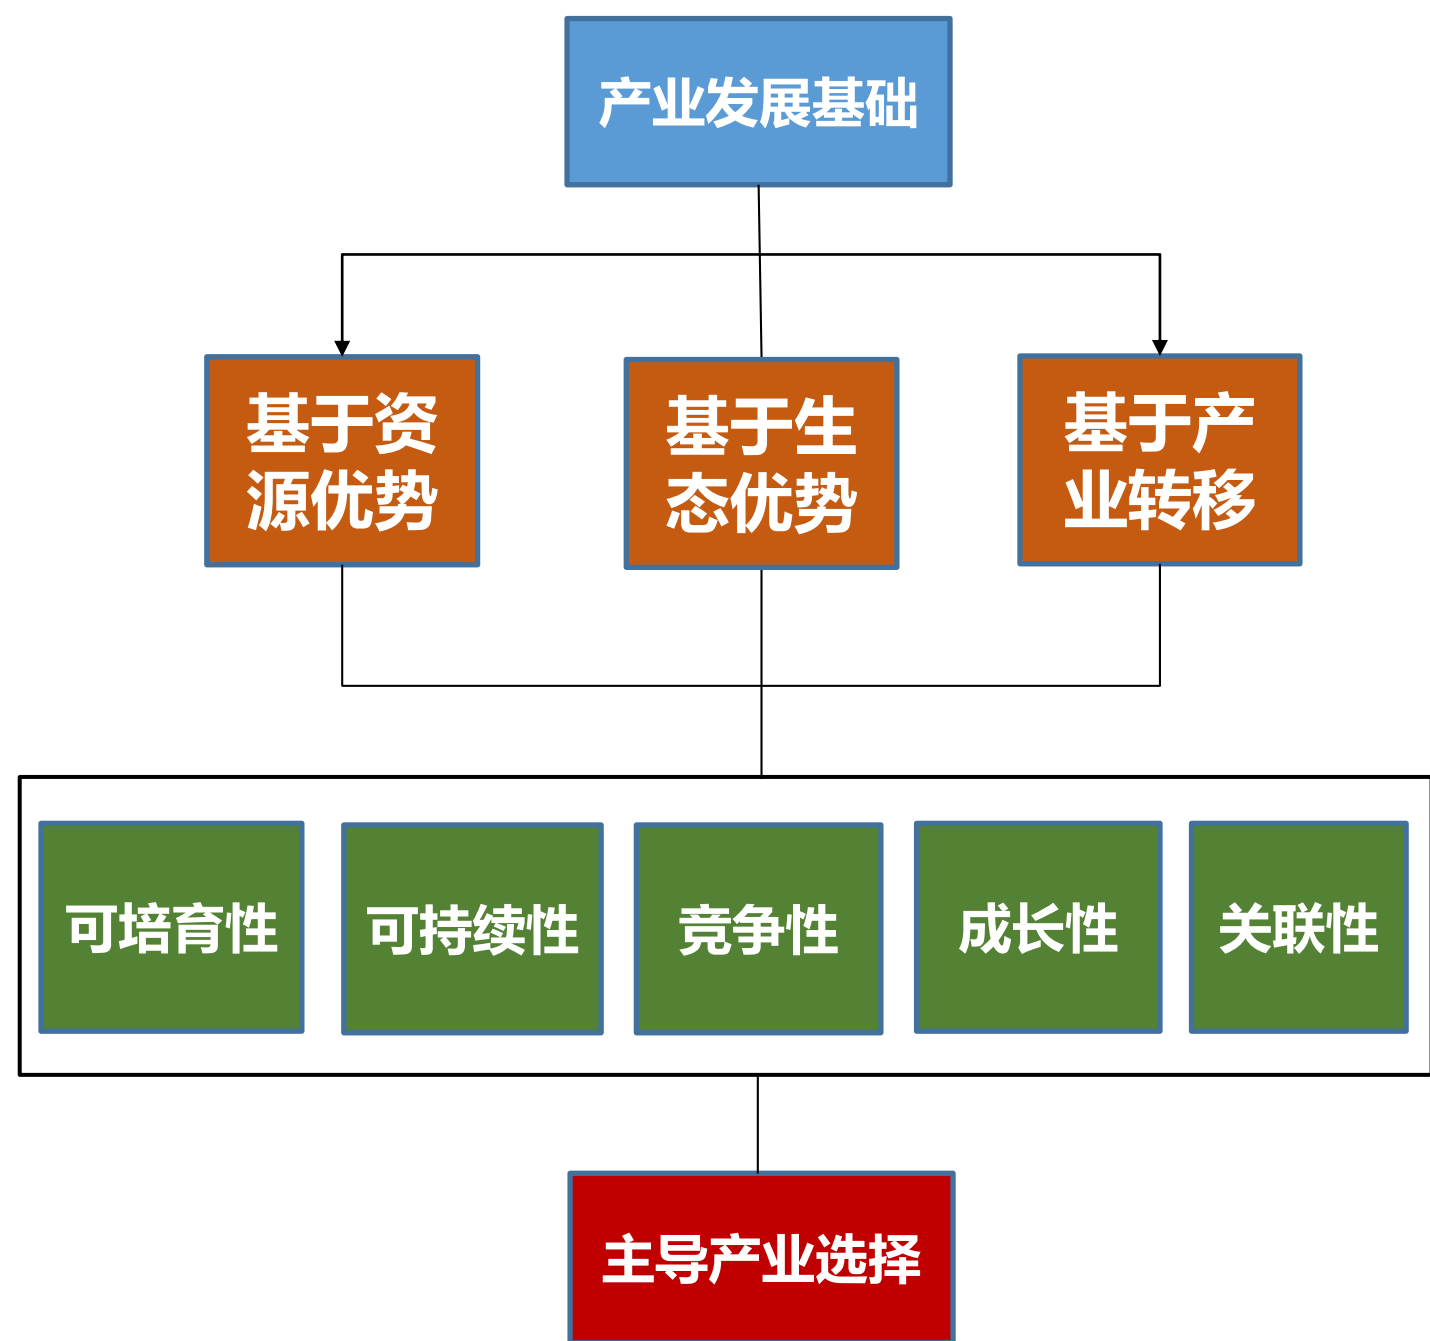 产业发展基础
基于资
源优势
基于生
态优势
基于产
业转移
可培育性
可持续性
竞争性
成长性
关联性
主导产业选择